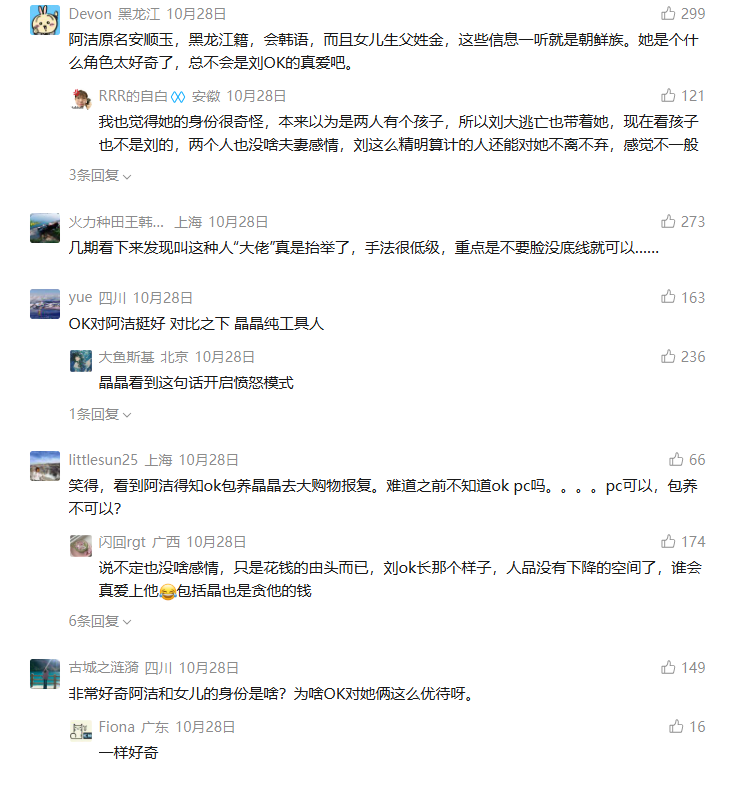 Devon 黑龙江 10月28日 299
阿洁原名安顺玉，黑龙江籍，会韩语，而且女儿生父姓金，这些信息一听就是朝鲜族。她是个什
么角色太好奇了，总不会是刘OK的真爱吧。
RRR的自白 安徽 10月28日 121
我也觉得她的身份很奇怪，本来以为是两人有个孩子，所以刘大逃亡也带着她，现在看孩子
也不是刘的，两个人也没啥夫妻感情，刘这么精明算计的人还能对她不离不弃，感觉不一般
3条回复
火力种田王韩... 上海 10月28日 273
几期看下来发现叫这种人“大佬”真是抬举了，手法很低级，重点是不要脸没底线就可以......
yue 四川 10月28日 163
OK对阿洁挺好 对比之下 晶晶纯工具人
大鱼斯基 北京 10月28日 236
晶晶看到这句话开启愤怒模式
1条回复
littlesun25 上海 10月28日 66
笑得，看到阿洁得知ok包养晶晶去大购物报复。难道之前不知道ok pc吗。。。。pc可以，包养
不可以？
闪回rgt 广西 10月28日 174
说不定也没啥感情，只是花钱的由头而已，刘ok长那个样子，人品没有下降的空间了，谁会
真爱上他😂包括晶也是贪他的钱
6条回复
古城之涟漪 四川 10月28日 149
非常好奇阿洁和女儿的身份是啥？为啥OK对她俩这么优待呀。
Fiona 广东 10月28日 16
一样好奇